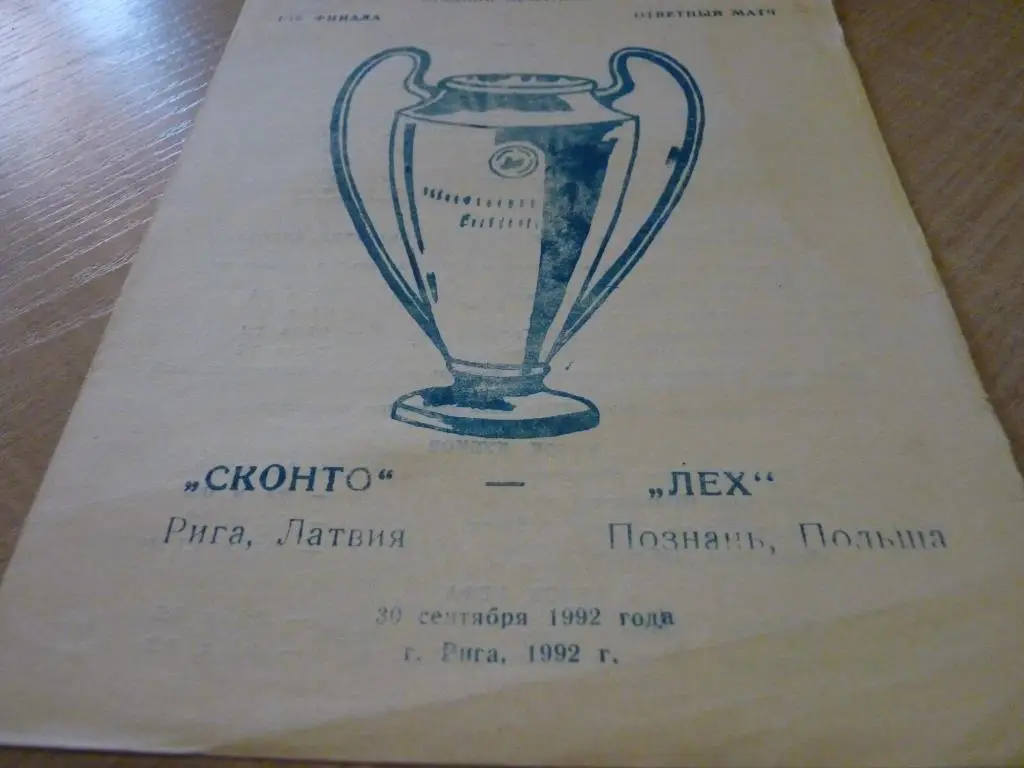 ФИНАЛА ОТВЕТНЫЙ МАТЧ
„СКОНТО“ — „ЛЕХ“
Рига, Латвия Познань, Польша
30 сентября 1992 года
г. Рига, 1992 г.